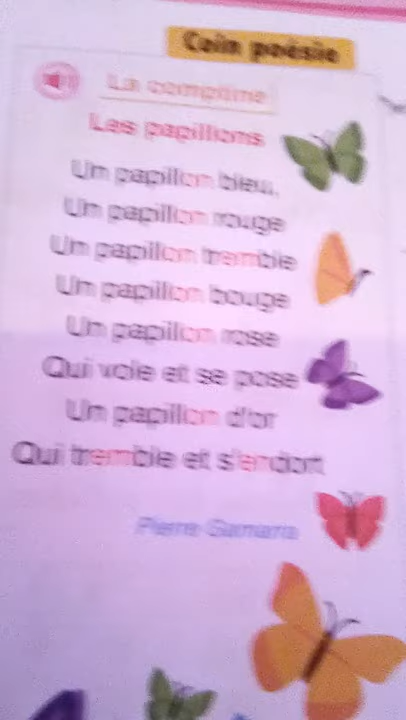 Coin poésie
La comptine
Les papillons
Un papillon bleu,
Un papillon rouge
Un papillon tremble
Un papillon bouge
Un papillon rose
Qui vole et se pose
Un papillon d'or
Qui tremble et s'endort
Pierre Gamarra